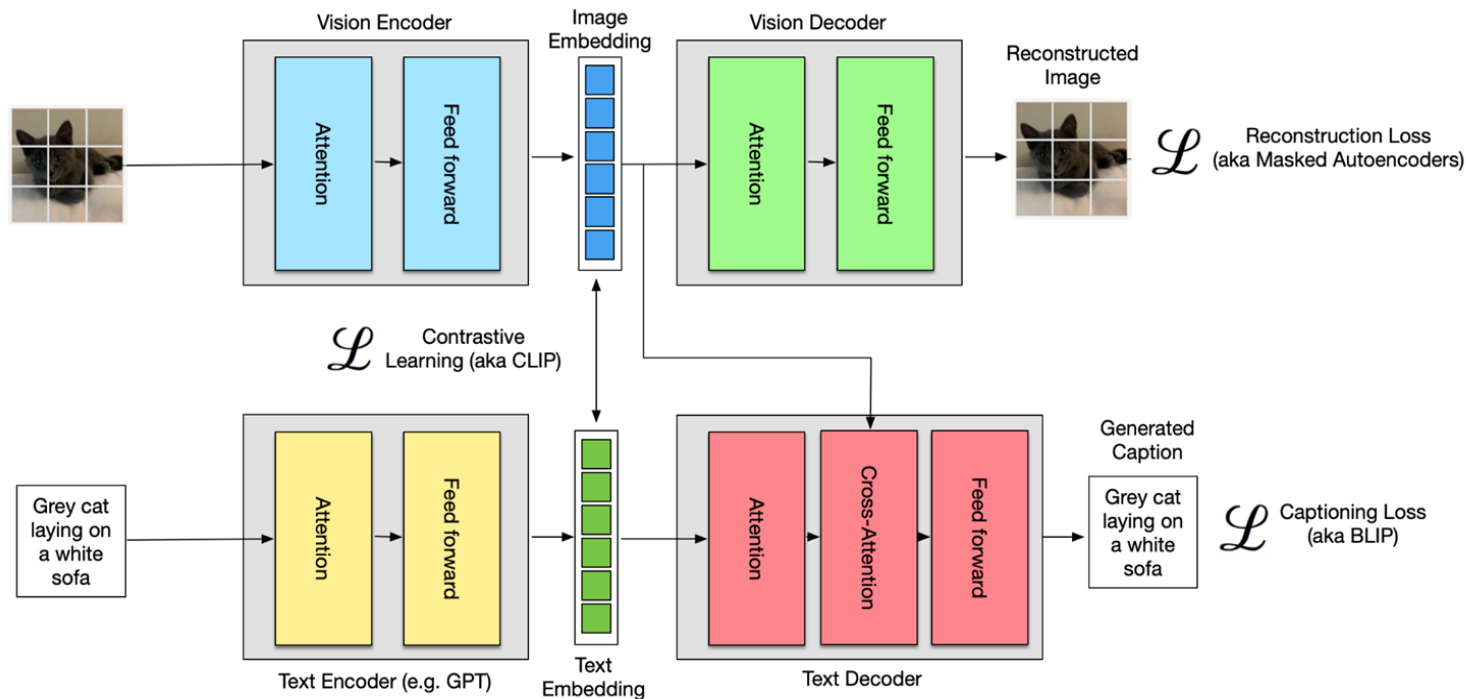 Vision Encoder
Image
Embedding
Vision Decoder
Reconstructed
Image
Attention
Feed forward
Attention
Feed forward
ℒ
Reconstruction Loss
(aka Masked Autoencoders)
ℒ
Contrastive
Learning (aka CLIP)
Grey cat
laying on
a white
sofa
Attention
Feed forward
Attention
Cross-Attention
Feed forward
Generated
Caption
Grey cat
laying on
a white
sofa
ℒ
Captioning Loss
(aka BLIP)
Text Encoder (e.g. GPT)
Text
Embedding
Text Decoder